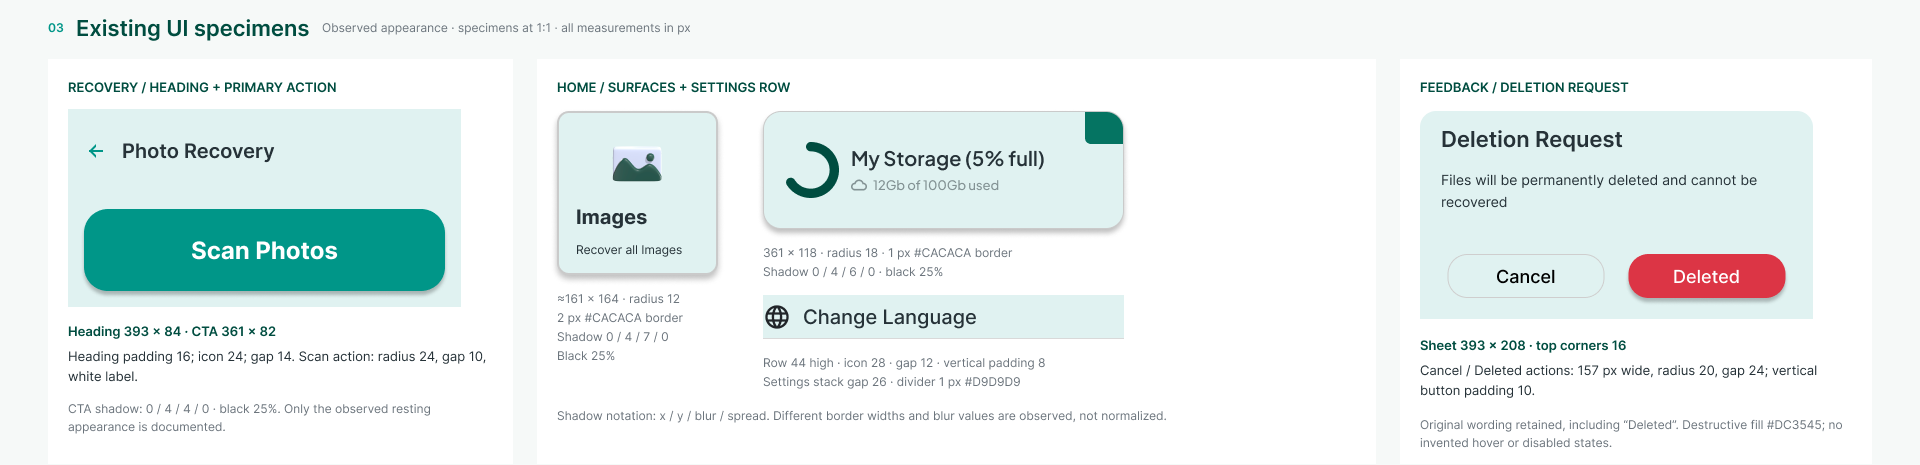 03 Existing UI specimens Observed appearance · specimens at 1:1 · all measurements in px
RECOVERY / HEADING + PRIMARY ACTION
Photo Recovery
Scan Photos
Heading 393 × 84 · CTA 361 × 82
Heading padding 16; icon 24; gap 14. Scan action: radius 24, gap 10,
white label.
CTA shadow: 0 / 4 / 4 / 0 · black 25%. Only the observed resting
appearance is documented.
HOME / SURFACES + SETTINGS ROW
Images
Recover all Images
≈161 × 164 · radius 12
2 px #CACACA border
Shadow 0 / 4 / 7 / 0
Black 25%
My Storage (5% full)
12Gb of 100Gb used
361 × 118 · radius 18 · 1 px #CACACA border
Shadow 0 / 4 / 6 / 0 · black 25%
Change Language
Row 44 high · icon 28 · gap 12 · vertical padding 8
Settings stack gap 26 · divider 1 px #D9D9D9
Shadow notation: x / y / blur / spread. Different border widths and blur values are observed, not normalized.
FEEDBACK / DELETION REQUEST
Deletion Request
Files will be permanently deleted and cannot be
recovered
Cancel Deleted
Sheet 393 × 208 · top corners 16
Cancel / Deleted actions: 157 px wide, radius 20, gap 24; vertical
button padding 10.
Original wording retained, including “Deleted”. Destructive fill #DC3545; no
invented hover or disabled states.